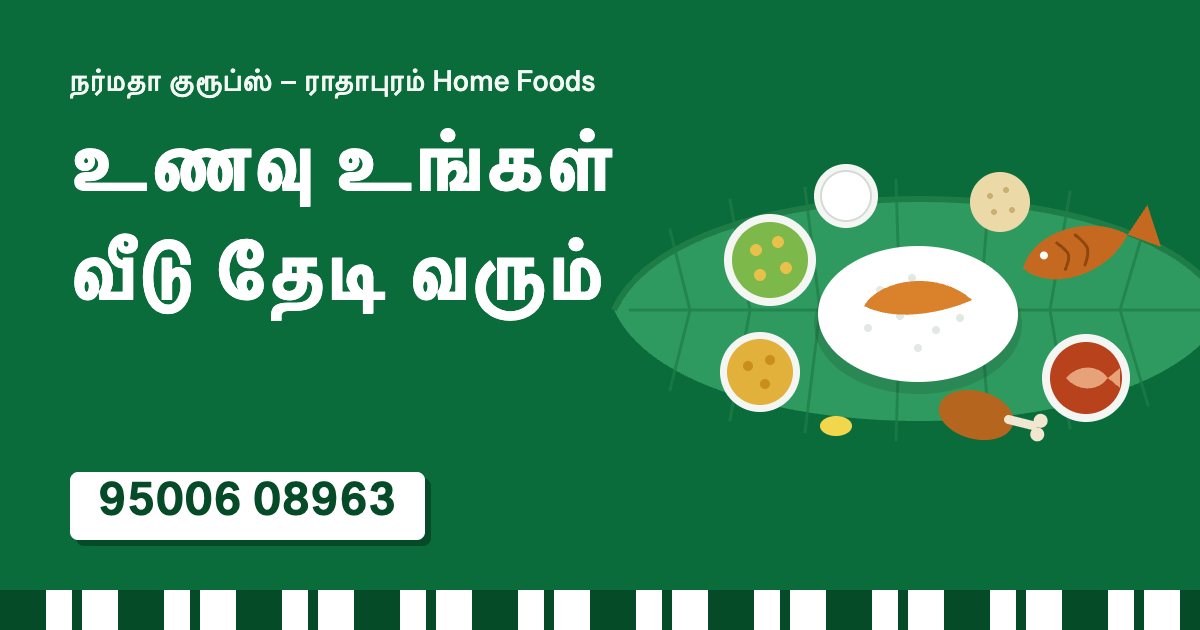 நர்மதா குரூப்ஸ் – ராதாபுரம் Home Foods
உணவு உங்கள்
வீடு தேடி வரும்
95006 08963